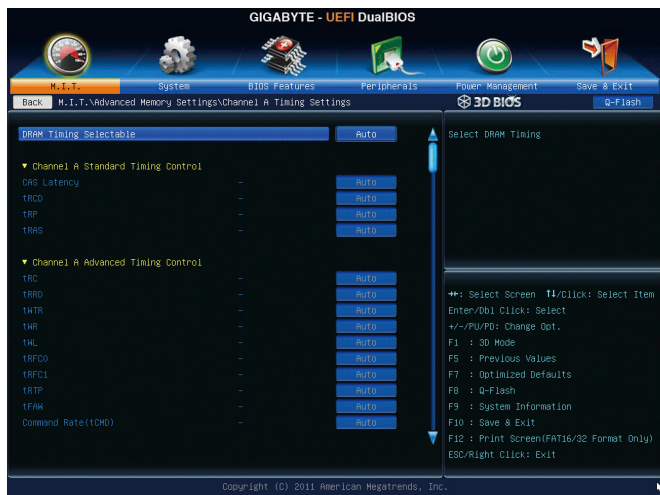 GIGABYTE - UEFI DualBIOS
M.I.T.
System
BIOS Features
Peripherals
Power Management
Save & Exit
Back M.I.T.\Advanced Memory Settings\Channel A Timing Settings
3D BIOS
Q-Flash
DRAM Timing Selectable Auto
▼ Channel A Standard Timing Control
CAS Latency - Auto
tRCD - Auto
tRP - Auto
tRAS - Auto
▼ Channel A Advanced Timing Control
tRC - Auto
tRRD - Auto
tWTR - Auto
tWR - Auto
tWL - Auto
tRFC0 - Auto
tRFC1 - Auto
tRTP - Auto
tFAW - Auto
Command Rate(tCMD) - Auto
Select DRAM Timing
↔: Select Screen ↑↓/Click: Select Item
Enter/Dbl Click: Select
+/-/PU/PD: Change Opt.
F1 : 3D Mode
F5 : Previous Values
F7 : Optimized Defaults
F8 : Q-Flash
F9 : System Information
F10 : Save & Exit
F12 : Print Screen(FAT16/32 Format Only)
ESC/Right Click: Exit
Copyright (C) 2011 American Megatrends, Inc.